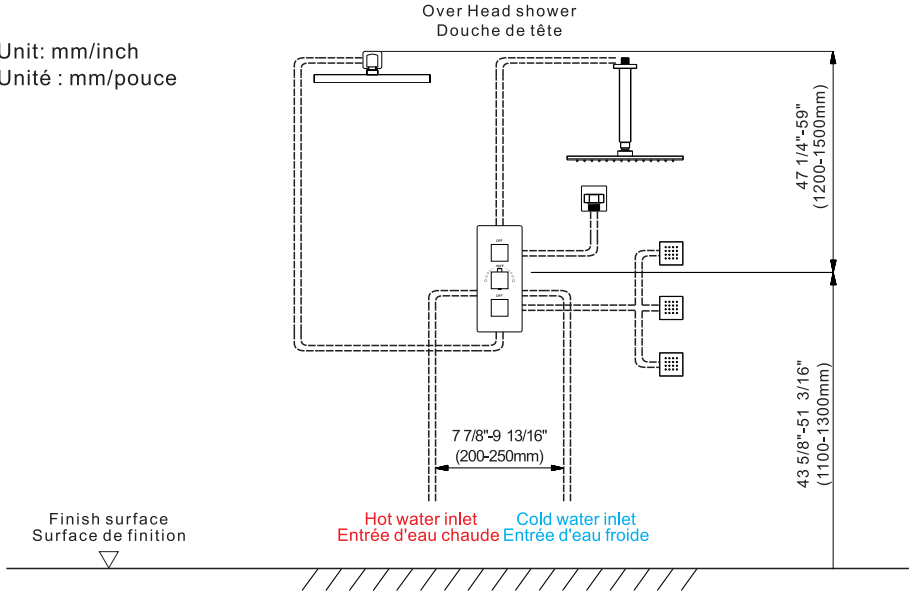 Over Head shower
Douche de tête
Unit: mm/inch
Unité : mm/pouce
47 1/4"-59"
(1200-1500mm)
OFF
OFF
43 5/8"-51 3/16"
(1100-1300mm)
7 7/8"-9 13/16"
(200-250mm)
Hot water inlet
Entrée d'eau chaude
Cold water inlet
Entrée d'eau froide
Finish surface
Surface de finition